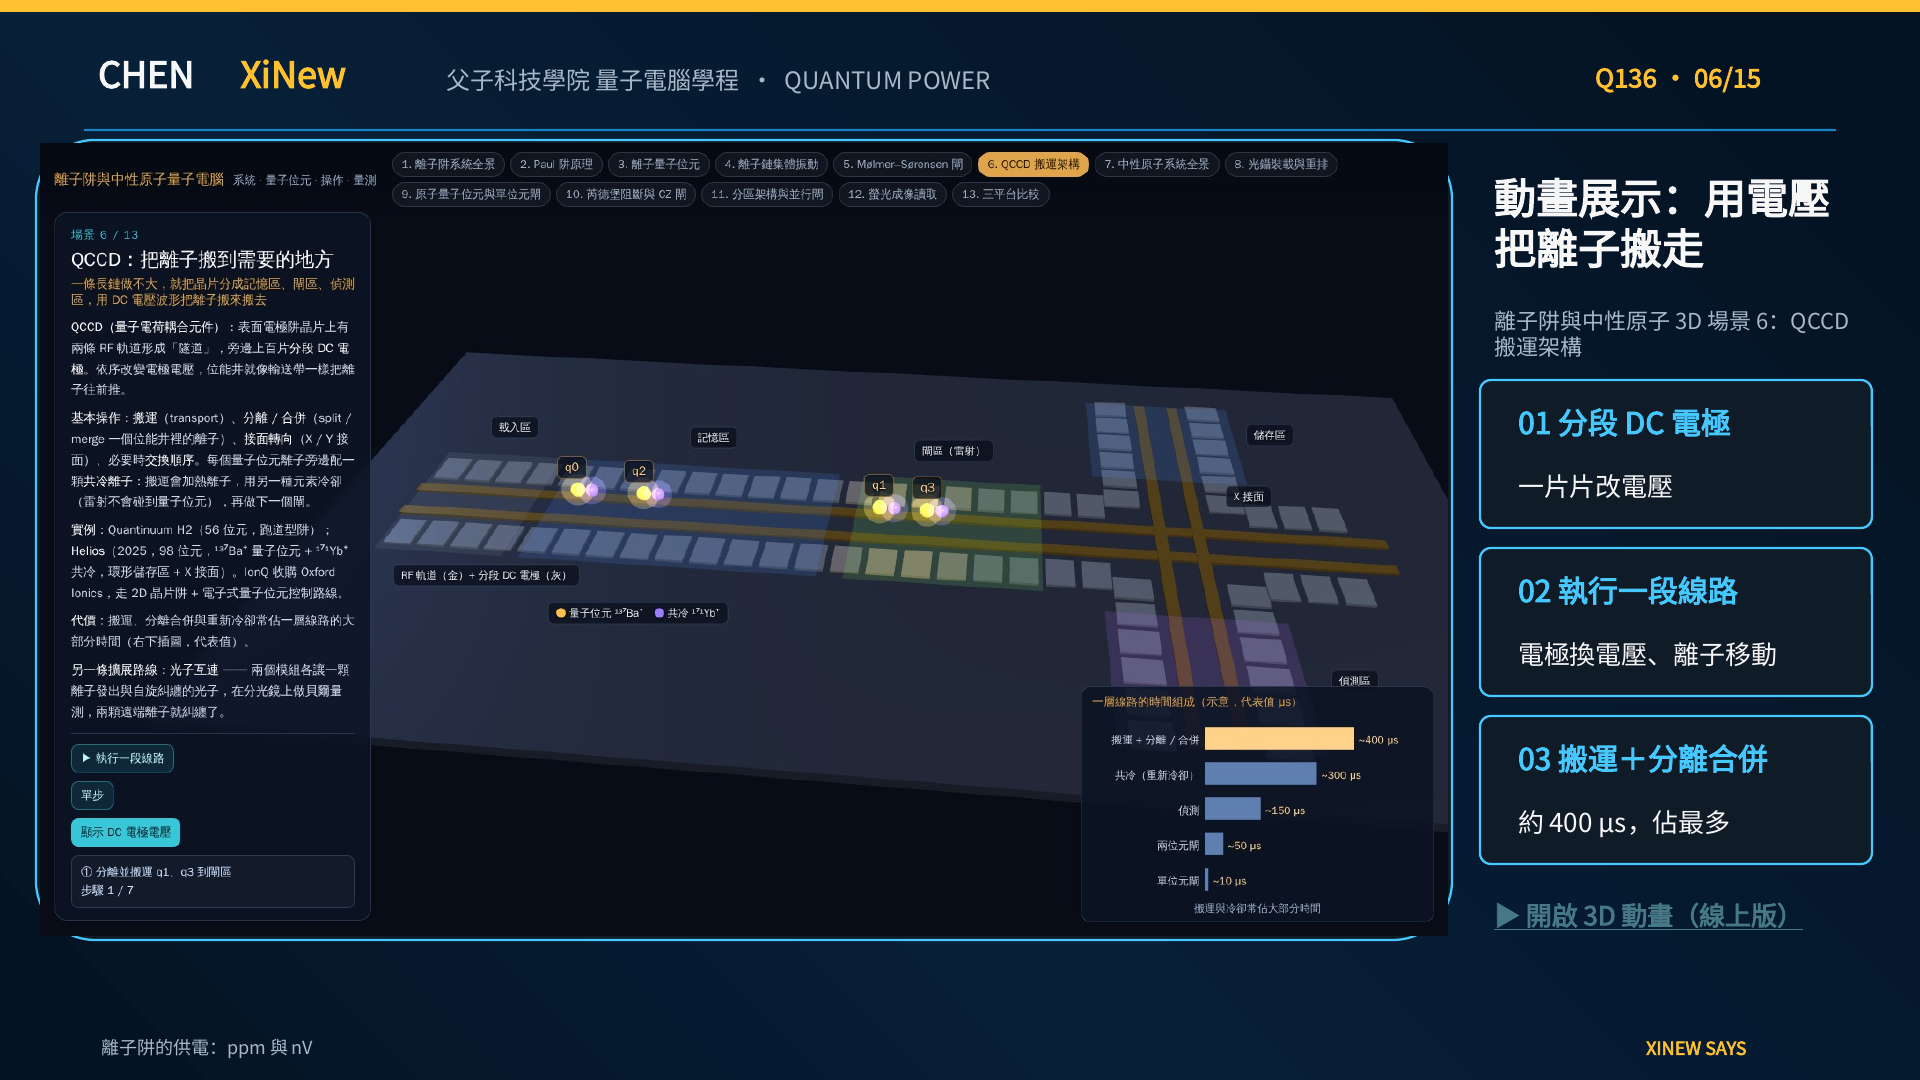 CHEN XiNew 父子科技學院 量子電腦學程 · QUANTUM POWER Q136 · 06/15
離子阱與中性原子量子電腦 系統 · 量子位元 · 操作 · 量測
1. 離子阱系統全景 2. Paul 阱原理 3. 離子量子位元 4. 離子鏈集體振動 5. Mølmer–Sørensen 閘 6. QCCD 搬運架構 7. 中性原子系統全景 8. 光鑷裝載與重排
9. 原子量子位元與單位元閘 10. 芮德堡阻斷與 CZ 閘 11. 分區架構與並行閘 12. 螢光成像讀取 13. 三平台比較
場景 6 / 13
QCCD：把離子搬到需要的地方
一條長鏈做不大，就把晶片分成記憶區、閘區、偵測
區，用 DC 電壓波形把離子搬來搬去
QCCD（量子電荷耦合元件）：表面電極阱晶片上有
兩條 RF 軌道形成「隧道」，旁邊上百片分段 DC 電
極。依序改變電極電壓，位能井就像輸送帶一樣把離
子往前推。
基本操作：搬運（transport）、分離 / 合併（split /
merge 一個位能井裡的離子）、接面轉向（X / Y 接
面）、必要時交換順序。每個量子位元離子旁邊配一
顆共冷離子：搬運會加熱離子，用另一種元素冷卻
（雷射不會碰到量子位元），再做下一個閘。
實例：Quantinuum H2（56 位元，跑道型阱）；
Helios（2025，98 位元，¹³⁷Ba⁺ 量子位元 + ¹⁷¹Yb⁺
共冷，環形儲存區 + X 接面）。IonQ 收購 Oxford
Ionics，走 2D 晶片阱 + 電子式量子位元控制路線。
代價：搬運、分離合併與重新冷卻常佔一層線路的大
部分時間（右下插圖，代表值）。
另一條擴展路線：光子互連 —— 兩個模組各讓一顆
離子發出與自旋糾纏的光子，在分光鏡上做貝爾量
測，兩顆遠端離子就糾纏了。
▶ 執行一段線路
單步
顯示 DC 電極電壓
① 分離並搬運 q1、q3 到閘區
步驟 1 / 7
載入區
記憶區
閘區（雷射）
儲存區
q0
q2
q1
q3
X 接面
RF 軌道（金）+ 分段 DC 電極（灰）
量子位元 ¹³⁷Ba⁺ 共冷 ¹⁷¹Yb⁺
偵測區
一層線路的時間組成（示意，代表值 μs）
搬運 + 分離 / 合併 ~400 μs
共冷（重新冷卻） ~300 μs
偵測 ~150 μs
兩位元閘 ~50 μs
單位元閘 ~10 μs
搬運與冷卻常佔大部分時間
動畫展示：用電壓
把離子搬走
離子阱與中性原子 3D 場景 6：QCCD
搬運架構
01 分段 DC 電極
一片片改電壓
02 執行一段線路
電極換電壓、離子移動
03 搬運＋分離合併
約 400 μs，佔最多
▶ 開啟 3D 動畫（線上版）
離子阱的供電：ppm 與 nV
XINEW SAYS